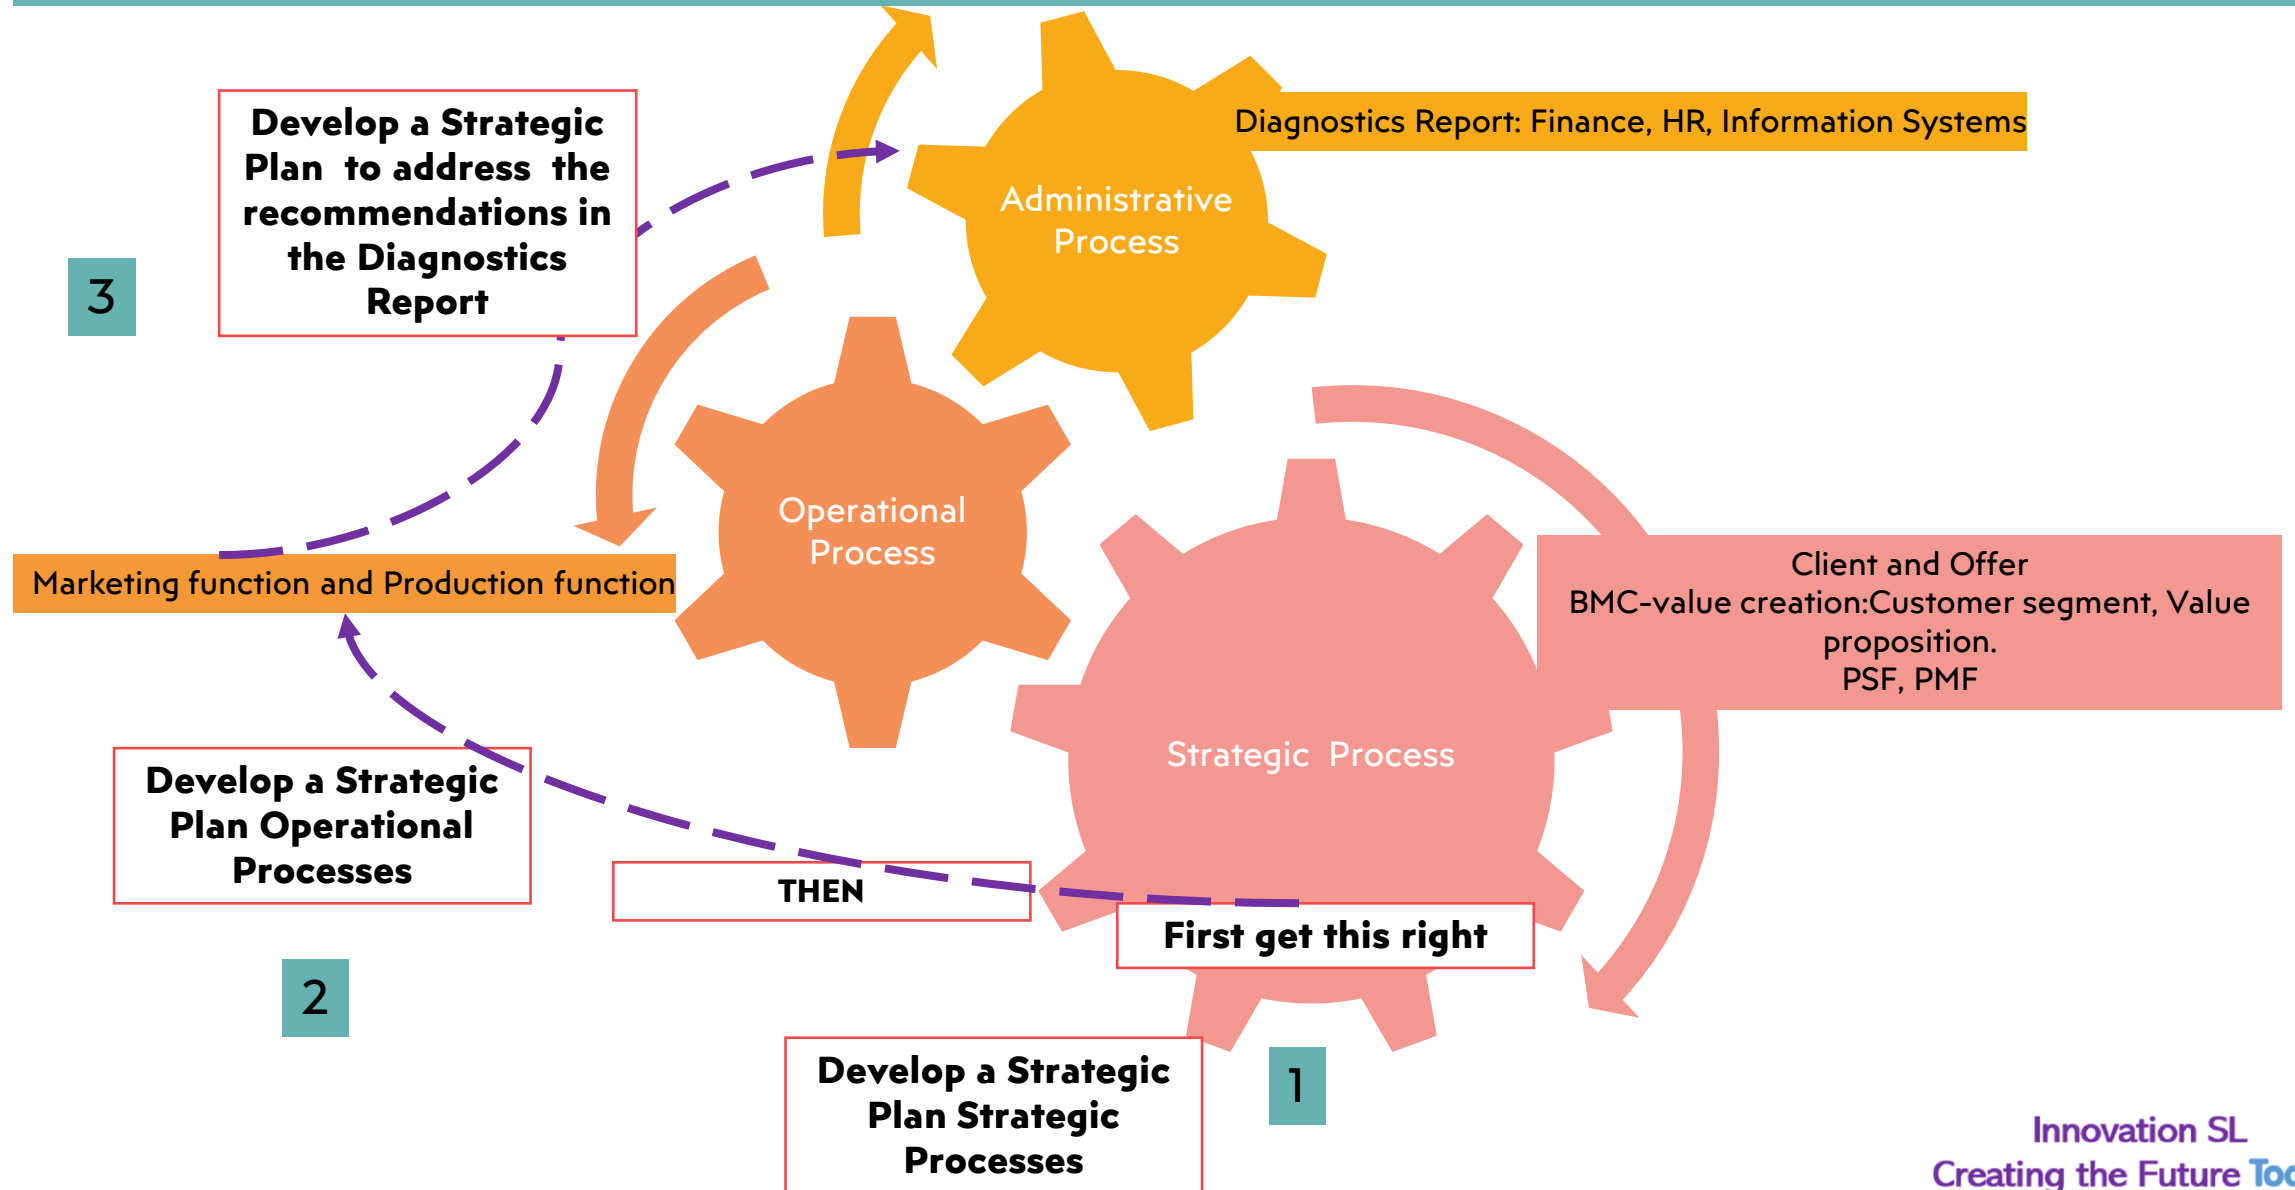 Develop a Strategic
Plan to address the
recommendations in
the Diagnostics
Report
Diagnostics Report: Finance, HR, Information Systems
Administrative
Process
3
Operational
Process
Marketing function and Production function
Client and Offer
BMC-value creation:Customer segment, Value
proposition.
PSF, PMF
Strategic Process
Develop a Strategic
Plan Operational
Processes
THEN
First get this right
2
Develop a Strategic
Plan Strategic
Processes
1
Innovation SL
Creating the Future